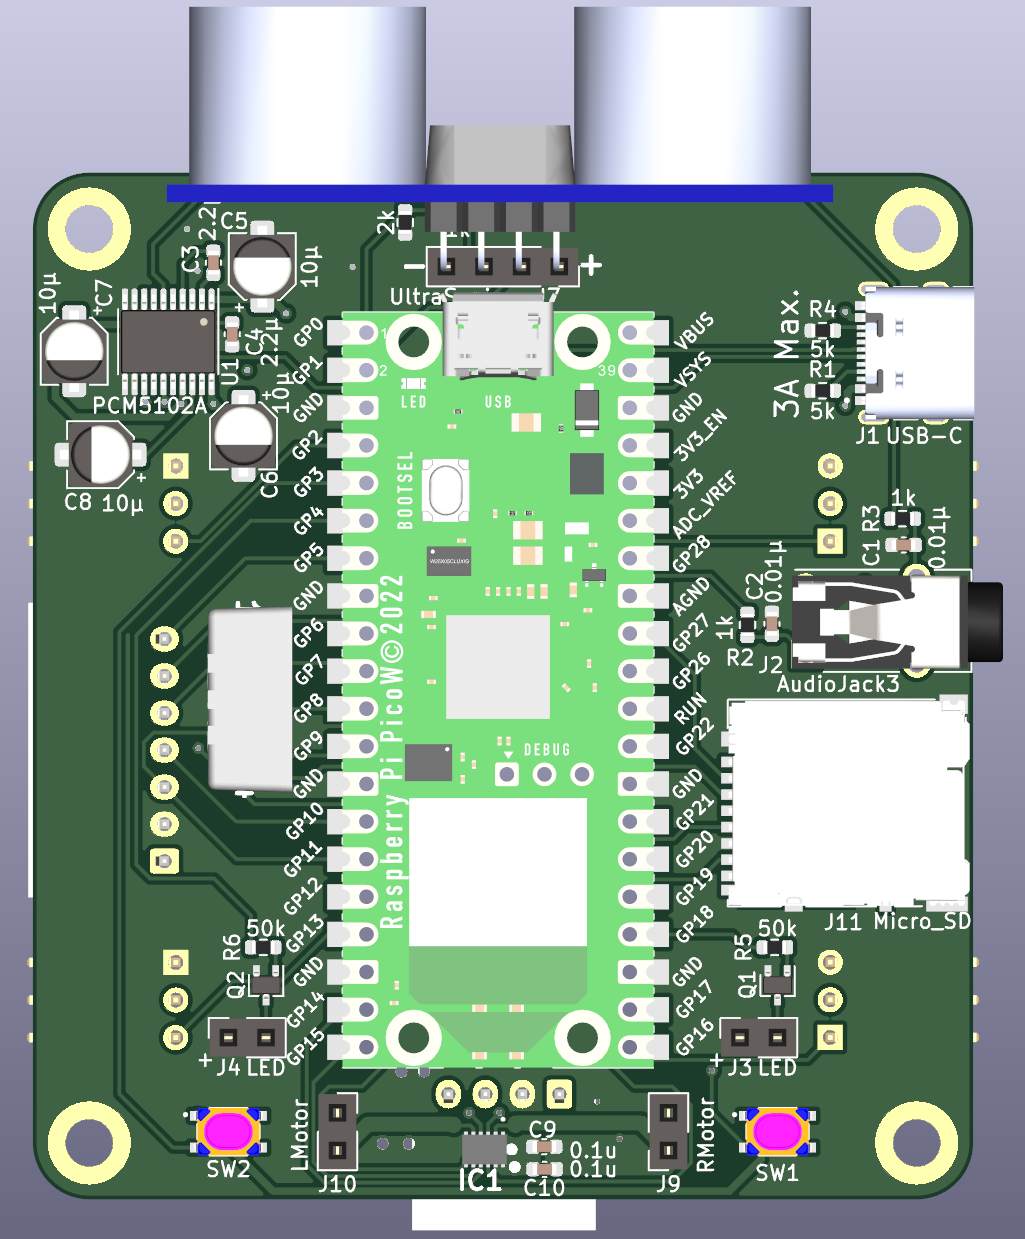 2.2µ
C5
C3
10µ
C7
10µ
C4
2.2µ
U1
PCM5102A
10µ
C6
C8 10µ
2k
−
+
UltraS
GP0
GP1
GND
GP2
GP3
GP4
GP5
GND
GP6
GP7
GP8
GP9
GND
GP10
GP11
GP12
GP13
GND
GP14
GP15
1
2
39
LED
USB
BOOTSEL
DEBUG
Raspberry Pi PicoW©2022
VBUS
VSYS
GND
3V3_EN
3V3
ADC_VREF
GP28
AGND
GP27
GP26
RUN
GP22
GND
GP21
GP20
GP19
GP18
GND
GP17
GP16
3A Max.
R4
5k
R1
5k
J1 USB-C
1k
R3
C1
0.01µ
C2
0.01µ
1k
R2
J2
AudioJack3
J11 Micro_SD
50k
R6
Q2
+
J4 LED
50k
R5
Q1
+
J3 LED
SW2
LMotor
J10
IC1
C9
0.1u
0.1u
C10
RMotor
J9
SW1